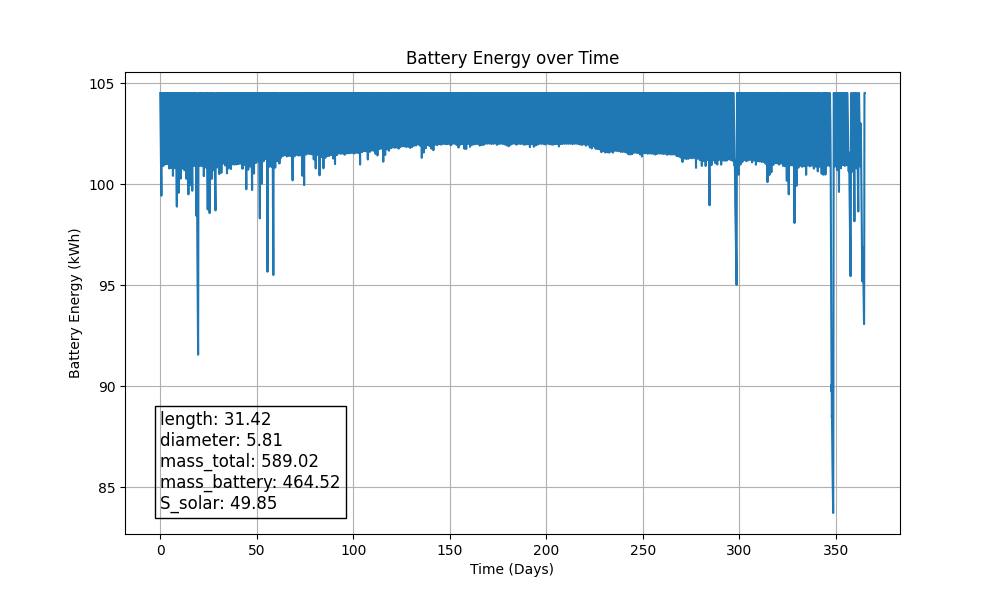 Battery Energy over Time
105
100
95
90
85
Battery Energy (kWh)
length: 31.42
diameter: 5.81
mass_total: 589.02
mass_battery: 464.52
S_solar: 49.85
0 50 100 150 200 250 300 350
Time (Days)